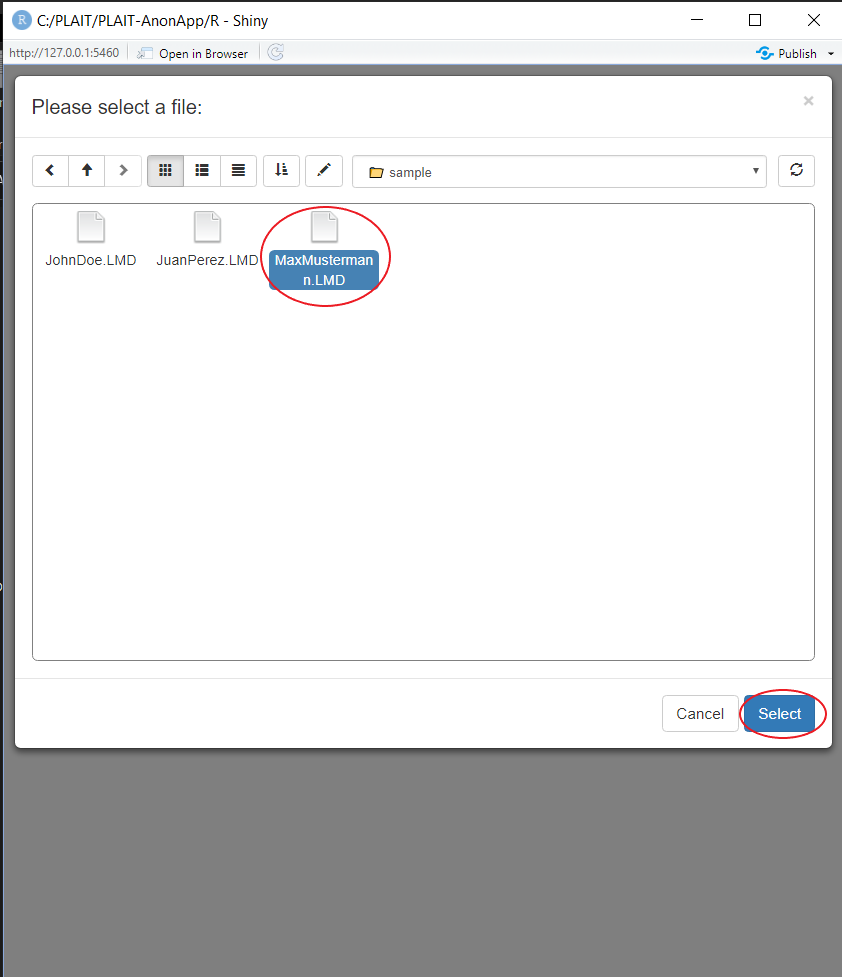 C:/PLAIT/PLAIT-AnonApp/R - Shiny
http://127.0.0.1:5460 Open in Browser Publish
Please select a file:
×
sample
JohnDoe.LMD JuanPerez.LMD MaxMusterman
n.LMD
Cancel Select